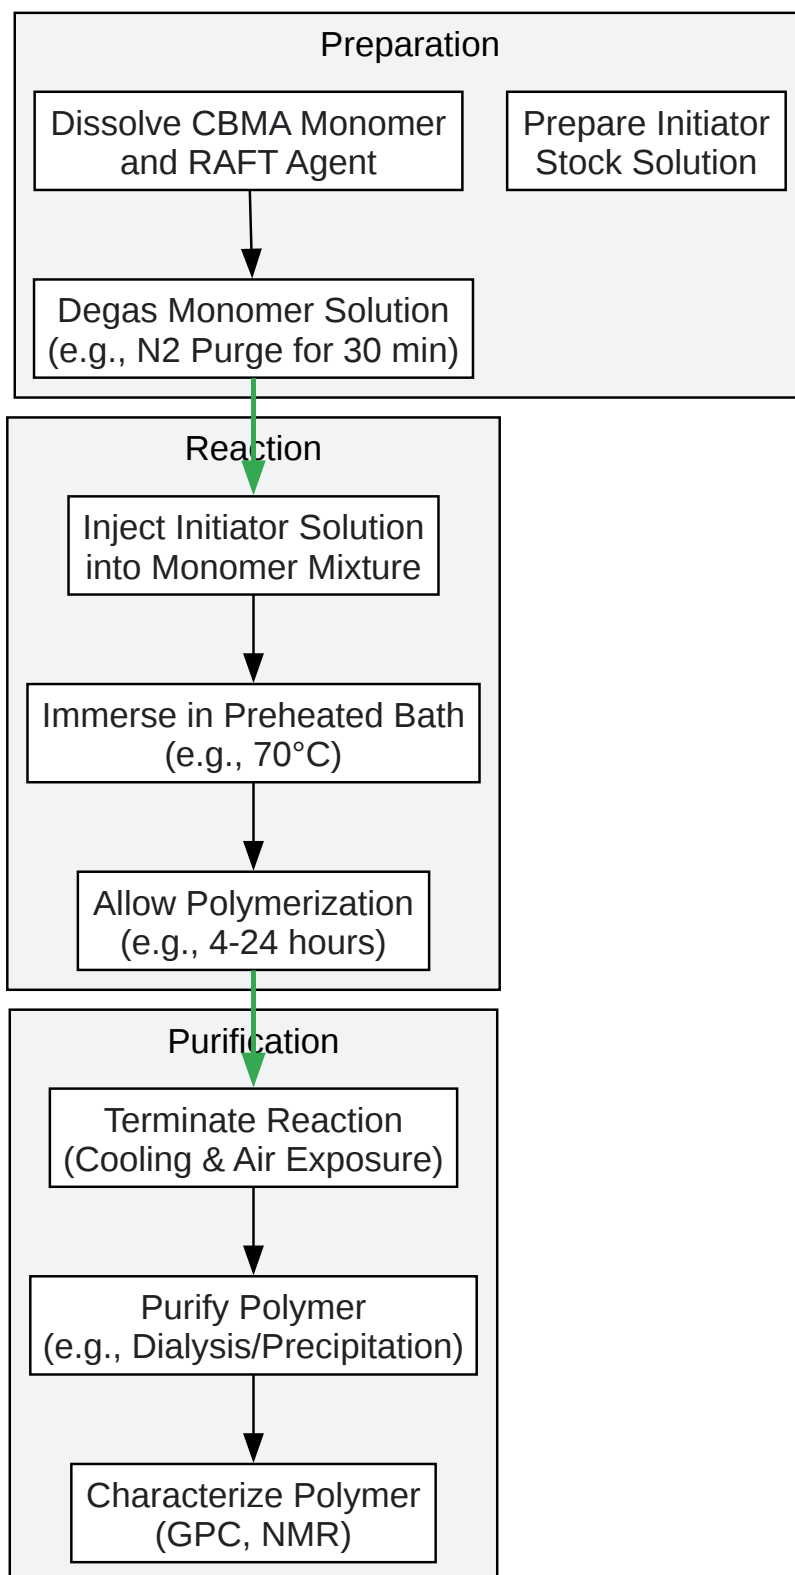 Preparation
Dissolve CBMA Monomer
and RAFT Agent
Prepare Initiator
Stock Solution
Degas Monomer Solution
(e.g., N2 Purge for 30 min)
Reaction
Inject Initiator Solution
into Monomer Mixture
Immerse in Preheated Bath
(e.g., 70°C)
Allow Polymerization
(e.g., 4-24 hours)
Purification
Terminate Reaction
(Cooling & Air Exposure)
Purify Polymer
(e.g., Dialysis/Precipitation)
Characterize Polymer
(GPC, NMR)